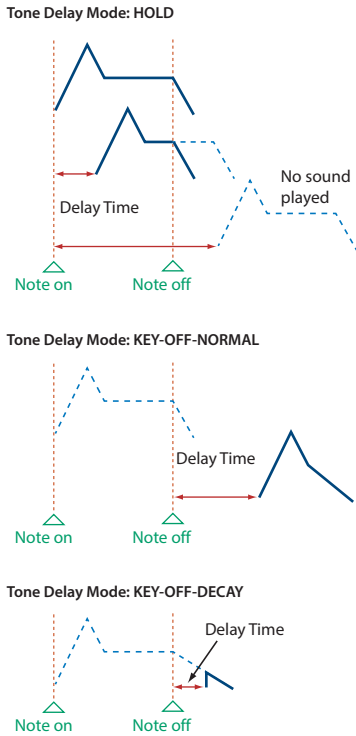 Tone Delay Mode: HOLD
No sound
played
Delay Time
Note on
Note off
Tone Delay Mode: KEY-OFF-NORMAL
Delay Time
Note on
Note off
Tone Delay Mode: KEY-OFF-DECAY
Delay Time
Note on
Note off